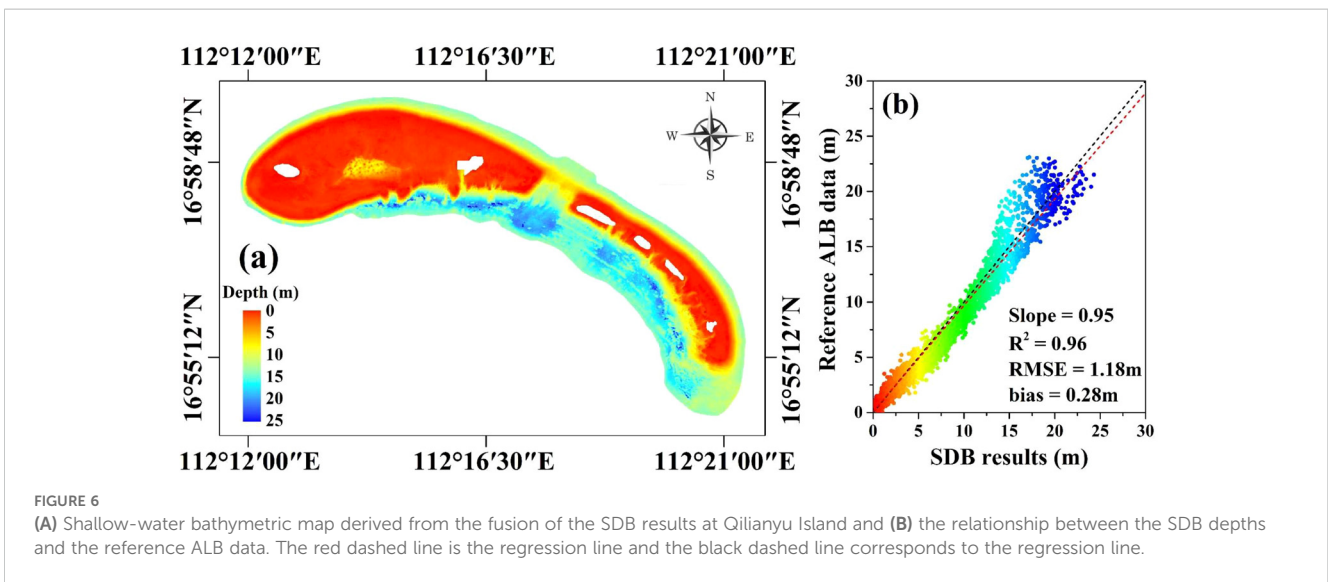 112°12′00″E 112°16′30″E 112°21′00″E
16°58′48″N
16°55′12″N
N
W E
S
16°58′48″N
16°55′12″N
(a)
Depth (m)
0
5
10
15
20
25
112°12′00″E 112°16′30″E 112°21′00″E
(b)
Reference ALB data (m)
30
25
20
15
10
5
0
Slope = 0.95
R² = 0.96
RMSE = 1.18m
bias = 0.28m
0 5 10 15 20 25 30
SDB results (m)
FIGURE 6
(A) Shallow-water bathymetric map derived from the fusion of the SDB results at Qilianyu Island and (B) the relationship between the SDB depths
and the reference ALB data. The red dashed line is the regression line and the black dashed line corresponds to the regression line.